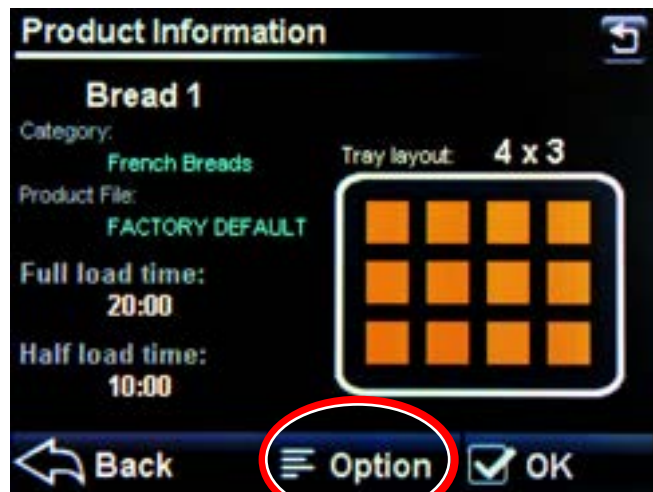 Product Information
Bread 1
Category:
French Breads
Product File:
FACTORY DEFAULT
Full load time:
20:00
Half load time:
10:00
Tray layout: 4 x 3
Back
Option
OK